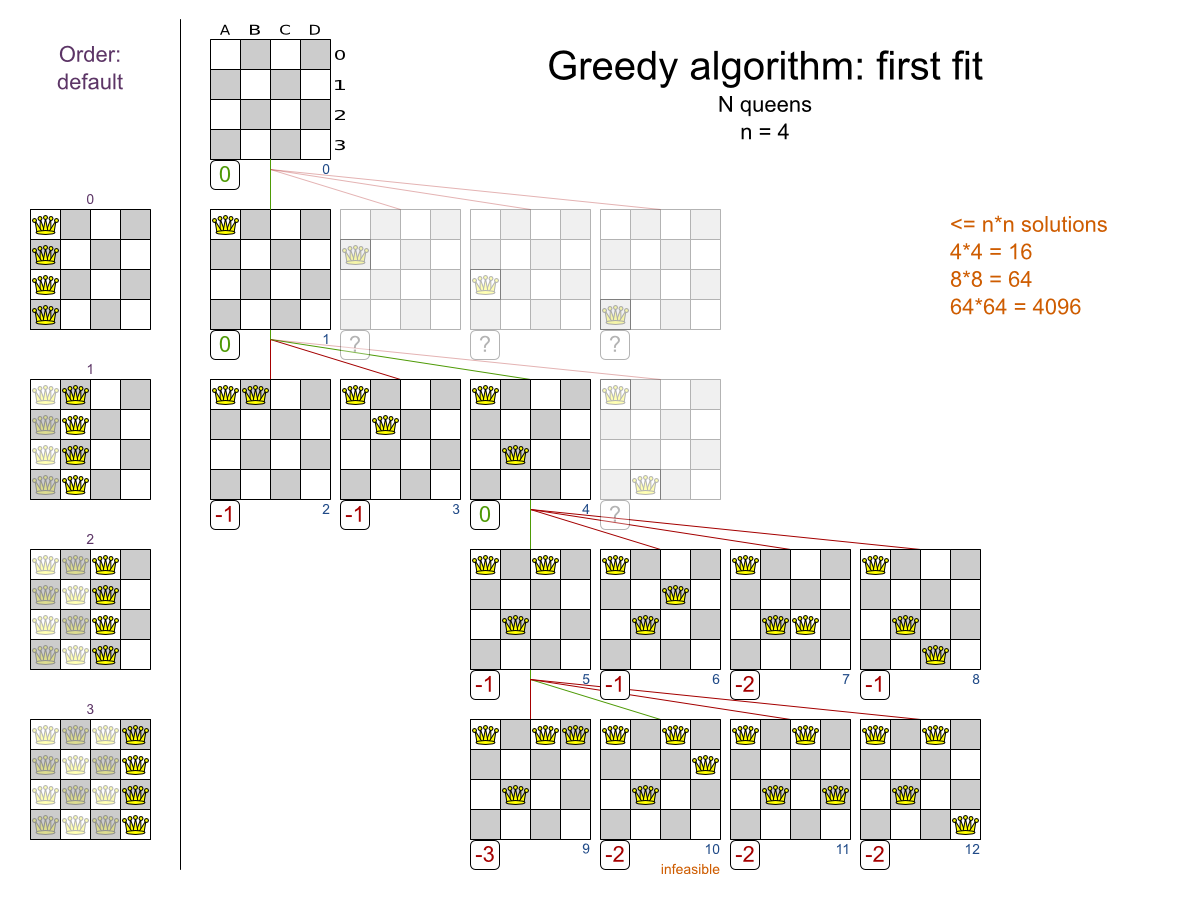 Order:
default
Greedy algorithm: first fit
N queens
n = 4
A B C D
0
1
2
3
0 0
0
0 1 ? ? ?
<= n*n solutions
4*4 = 16
8*8 = 64
64*64 = 4096
1
-1 2 -1 3 0 4 ?
2
-1 5 -1 6 -2 7 -1 8
3
-3 9 -2 10 -2 11 -2 12
infeasible